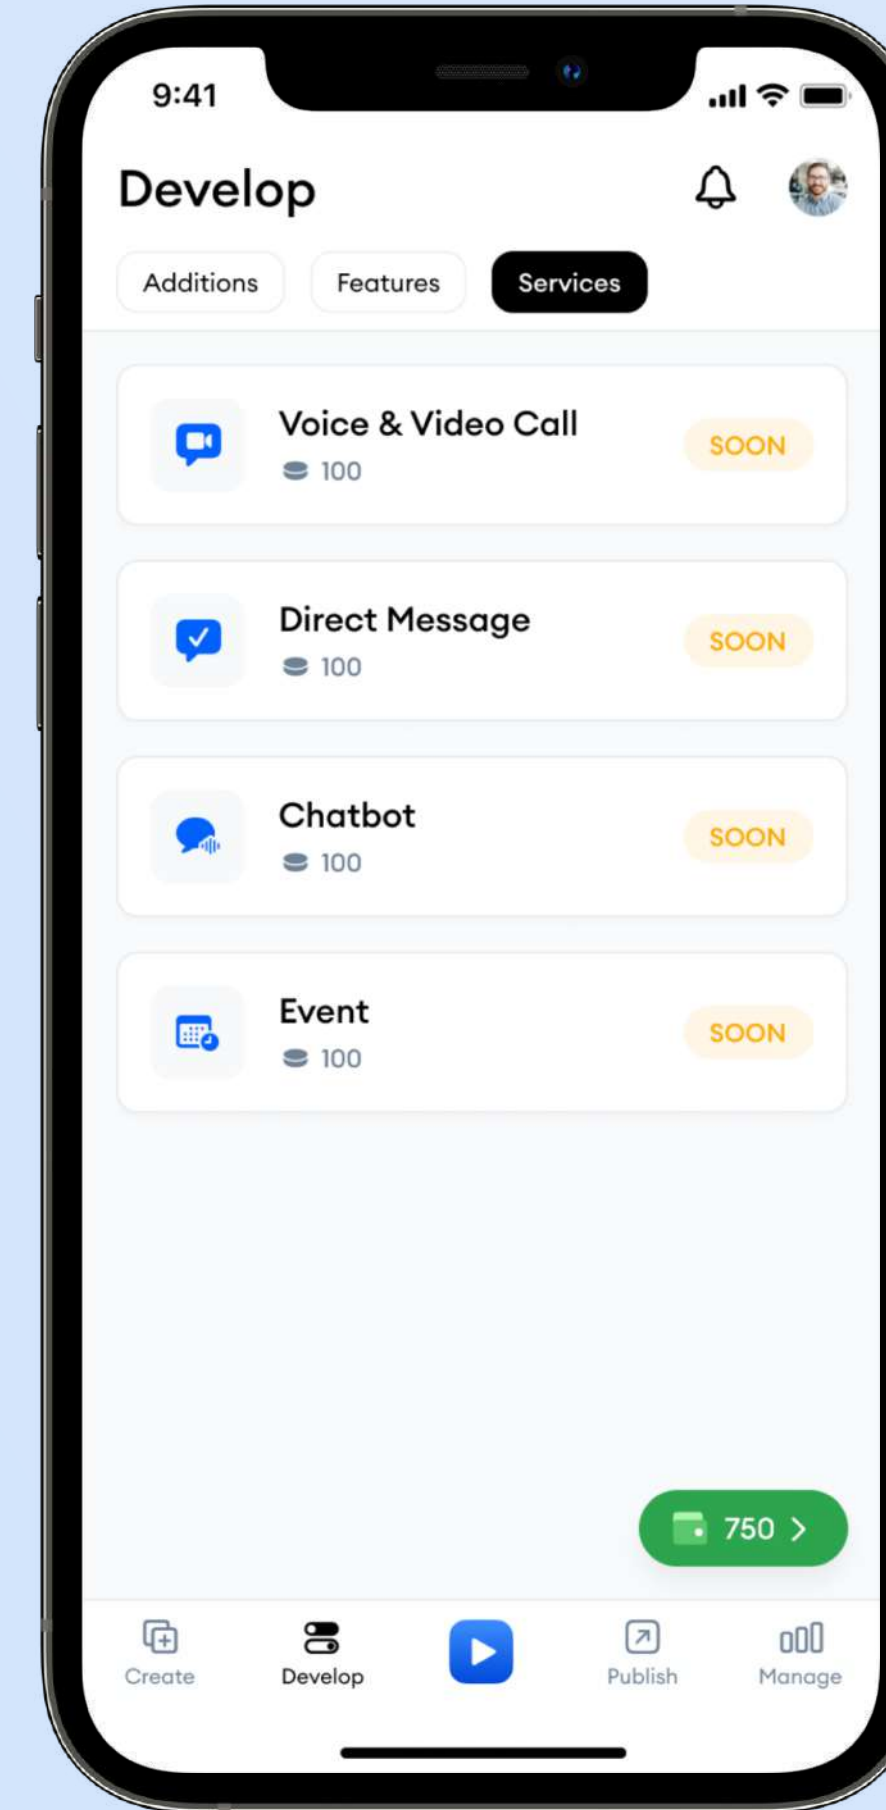 9:41
Develop
Additions Features Services
Voice & Video Call
100
SOON
Direct Message
100
SOON
Chatbot
100
SOON
Event
100
SOON
750
Create Develop Publish Manage